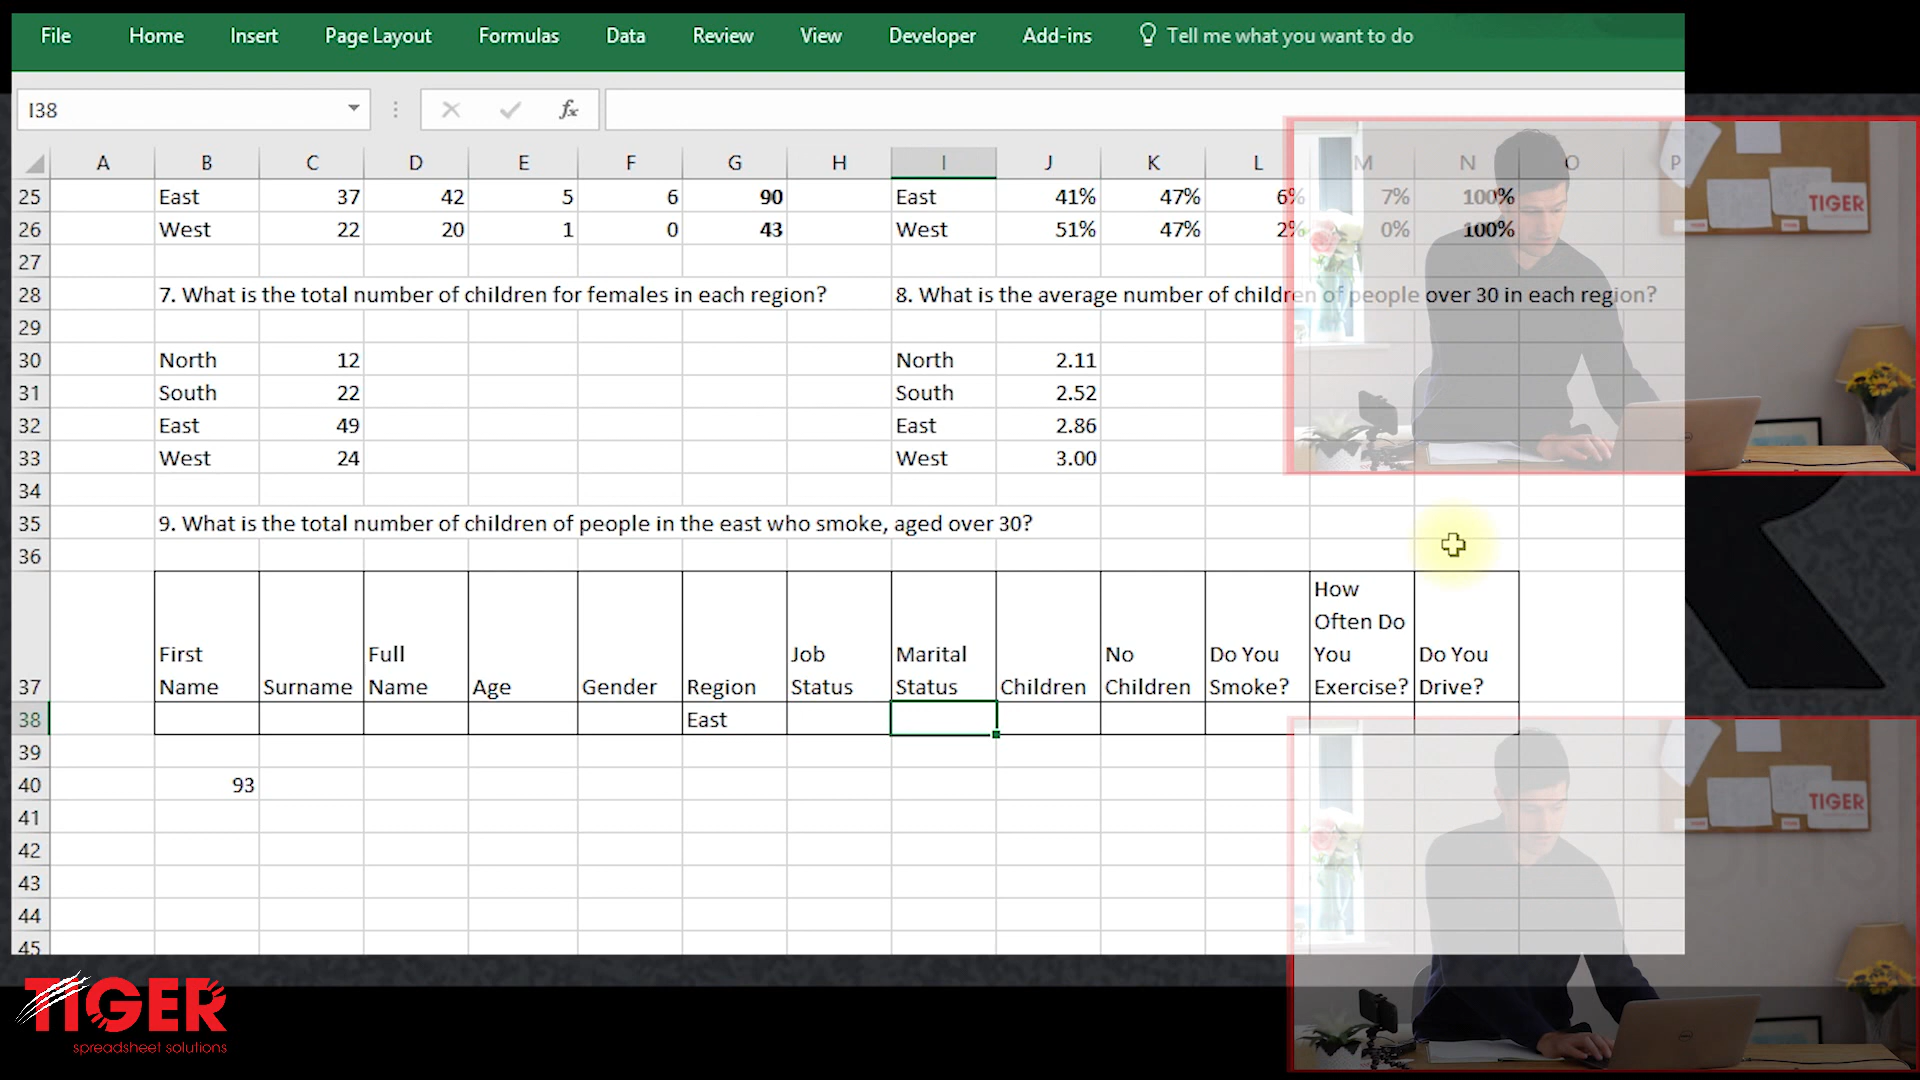 File Home Insert Page Layout Formulas Data Review View Developer Add-ins Tell me what you want to do
I38 fx
A B C D E F G H I J K L M N O P
25 East 37 42 5 6 90 East 41% 47% 6% 7% 100%
26 West 22 20 1 0 43 West 51% 47% 2% 0% 100%
27
28 7. What is the total number of children for females in each region? 8. What is the average number of children of people over 30 in each region?
29
30 North 12 North 2.11
31 South 22 South 2.52
32 East 49 East 2.86
33 West 24 West 3.00
34
35 9. What is the total number of children of people in the east who smoke, aged over 30?
36
37 First Name Surname Full Name Age Gender Region Job Status Marital Status Children No Children Do You Smoke? How Often Do You Exercise? Do You Drive?
38 East
39
40 93
41
42
43
44
45
TIGER
TIGER
TIGER
spreadsheet solutions